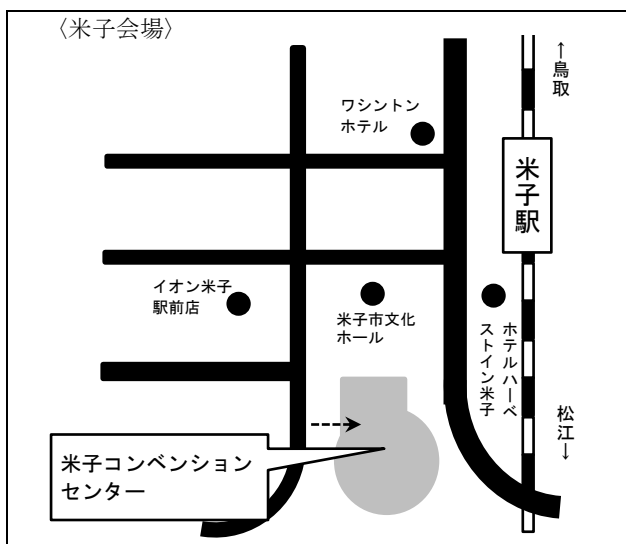 〈米子会場〉
↑鳥取
ワシントン
ホテル
米子駅
イオン米子
駅前店
米子市文化
ホール
ホテルハーベ
ストイン米子
松江↓
米子コンベンション
センター